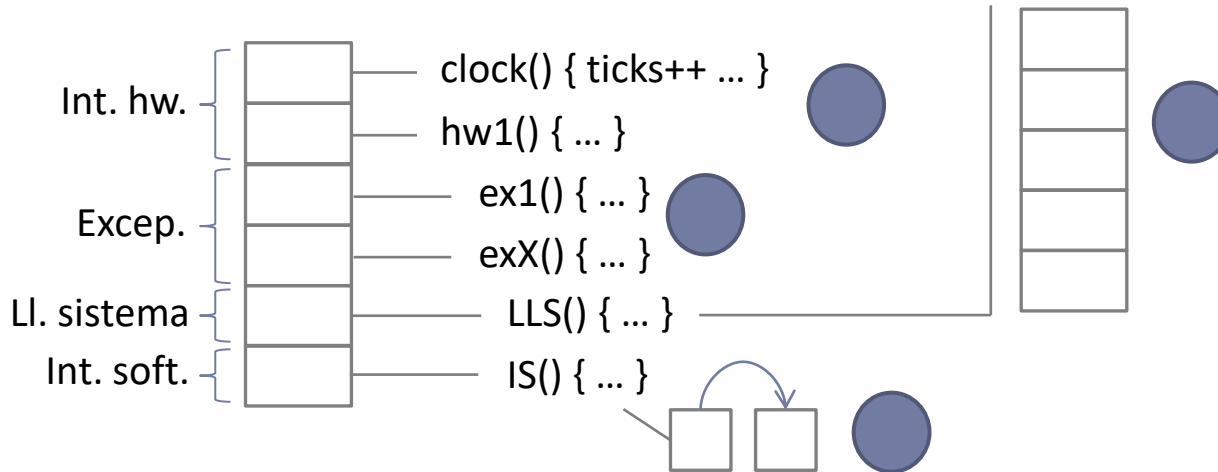 Int. hw.
clock() { ticks++ … }
hw1() { … }
Excep.
ex1() { … }
exX() { … }
Ll. sistema
LLS() { … }
Int. soft.
IS() { … }